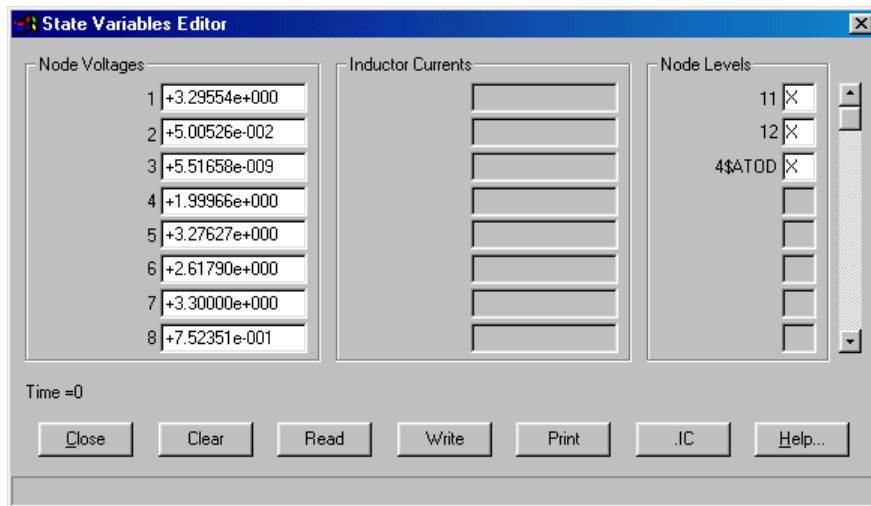 State Variables Editor
Node Voltages Inductor Currents Node Levels
1 +3.29554e+000 11 X
2 +5.00526e-002 12 X
3 +5.51658e-009 4$ATOD X
4 +1.99966e+000
5 +3.27627e+000
6 +2.61790e+000
7 +3.30000e+000
8 +7.52351e-001
Time =0
Close Clear Read Write Print .IC Help...